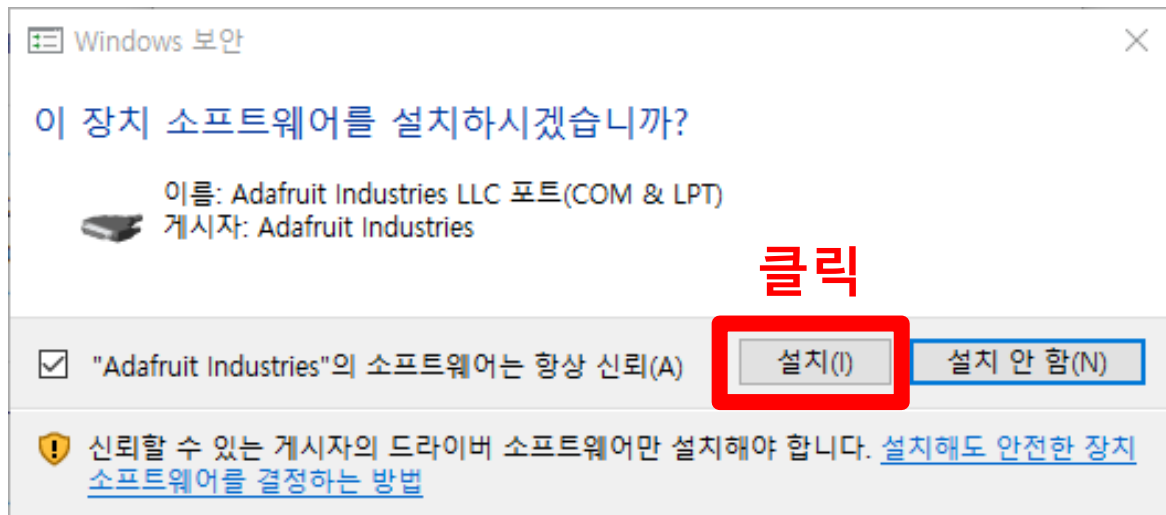 Windows 보안
이 장치 소프트웨어를 설치하시겠습니까?
이름: Adafruit Industries LLC 포트(COM & LPT)
게시자: Adafruit Industries
클릭
"Adafruit Industries"의 소프트웨어는 항상 신뢰(A) 설치(I) 설치 안 함(N)
신뢰할 수 있는 게시자의 드라이버 소프트웨어만 설치해야 합니다. 설치해도 안전한 장치
소프트웨어를 결정하는 방법